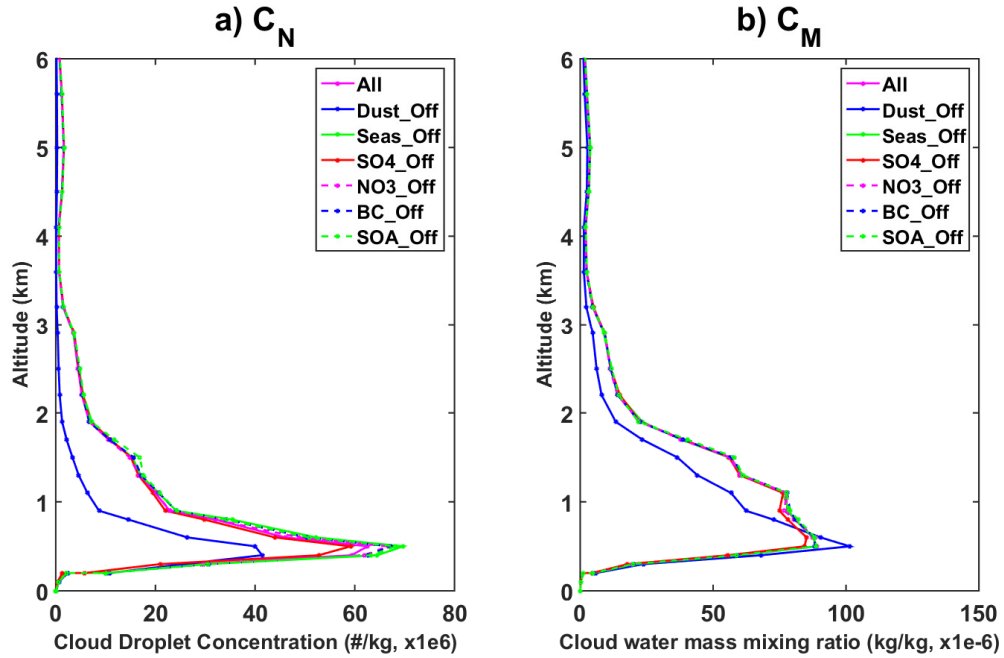 a) C_N
6
5
4
3
2
1
0
Altitude (km)
All
Dust_Off
Seas_Off
SO4_Off
NO3_Off
BC_Off
SOA_Off
0 20 40 60 80
Cloud Droplet Concentration (#/kg, x1e6)
b) C_M
6
5
4
3
2
1
0
Altitude (km)
All
Dust_Off
Seas_Off
SO4_Off
NO3_Off
BC_Off
SOA_Off
0 50 100 150
Cloud water mass mixing ratio (kg/kg, x1e-6)